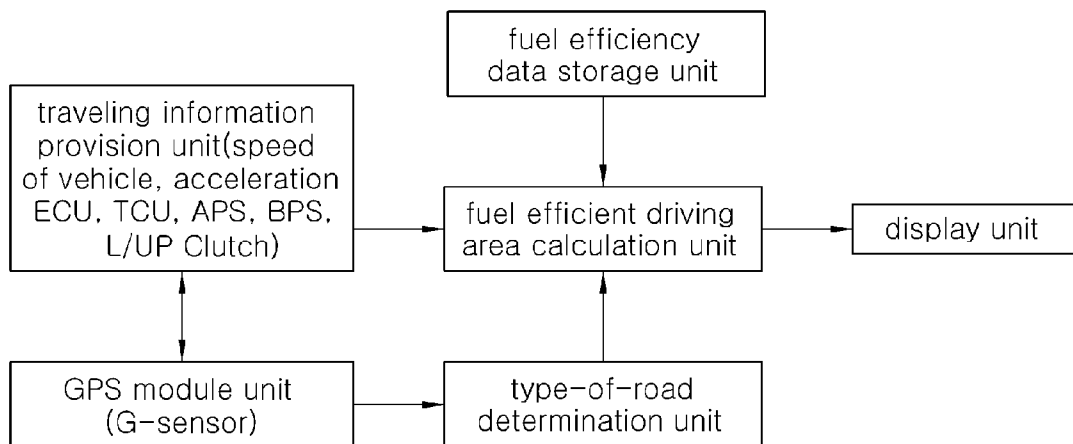 fuel efficiency
data storage unit
traveling information
provision unit(speed
of vehicle, acceleration
ECU, TCU, APS, BPS,
L/UP Clutch)
fuel efficient driving
area calculation unit
display unit
GPS module unit
(G-sensor)
type-of-road
determination unit